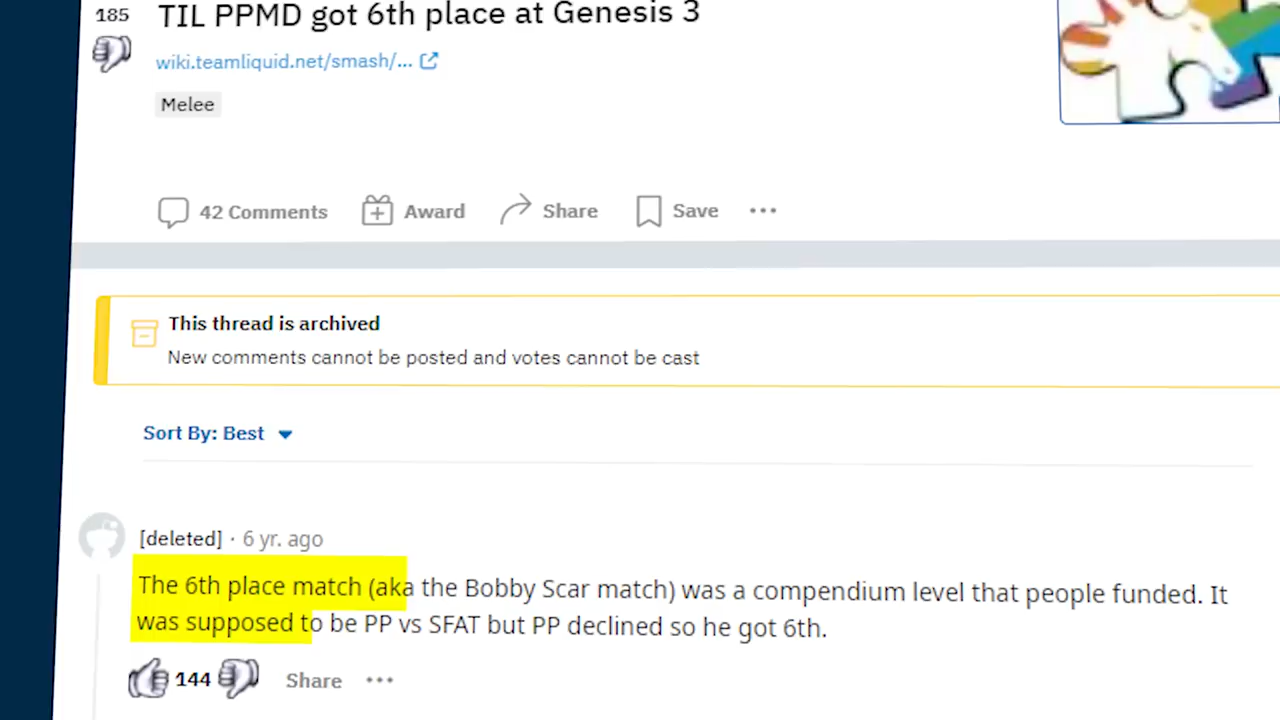 185
TIL PPMD got 6th place at Genesis 3
wiki.teamliquid.net/smash/...
Melee
42 Comments Award Share Save ...
This thread is archived
New comments cannot be posted and votes cannot be cast
Sort By: Best
[deleted] · 6 yr. ago
The 6th place match (aka the Bobby Scar match) was a compendium level that people funded. It
was supposed to be PP vs SFAT but PP declined so he got 6th.
144 Share ...